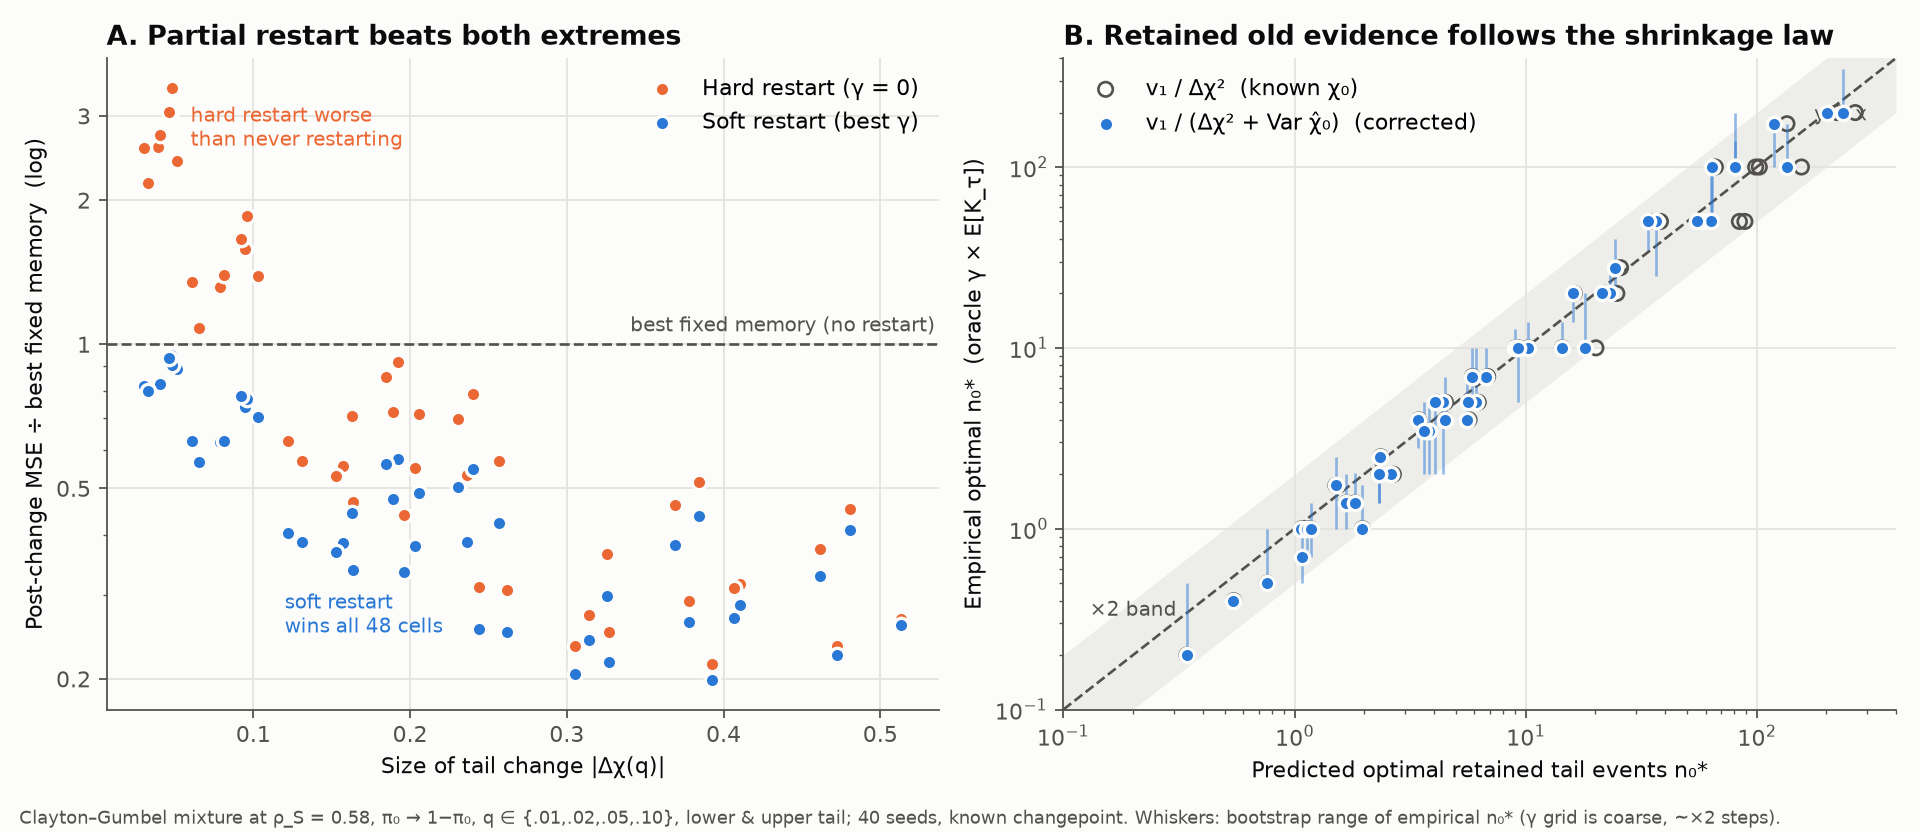 A. Partial restart beats both extremes
Post-change MSE ÷ best fixed memory (log)
3
2
1
0.5
0.2
hard restart worse
than never restarting
Hard restart (γ = 0)
Soft restart (best γ)
best fixed memory (no restart)
soft restart
wins all 48 cells
0.1
0.2
0.3
0.4
0.5
Size of tail change |Δχ(q)|
B. Retained old evidence follows the shrinkage law
Empirical optimal n₀* (oracle γ × E[K_τ])
10²
10¹
10⁰
10⁻¹
v₁ / Δχ² (known χ₀)
v₁ / (Δχ² + Var χ̂₀) (corrected)
×2 band
10⁻¹
10⁰
10¹
10²
Predicted optimal retained tail events n₀*
Clayton–Gumbel mixture at ρ_S = 0.58, π₀ → 1−π₀, q ∈ {.01,.02,.05,.10}, lower & upper tail; 40 seeds, known changepoint. Whiskers: bootstrap range of empirical n₀* (γ grid is coarse, ~×2 steps).